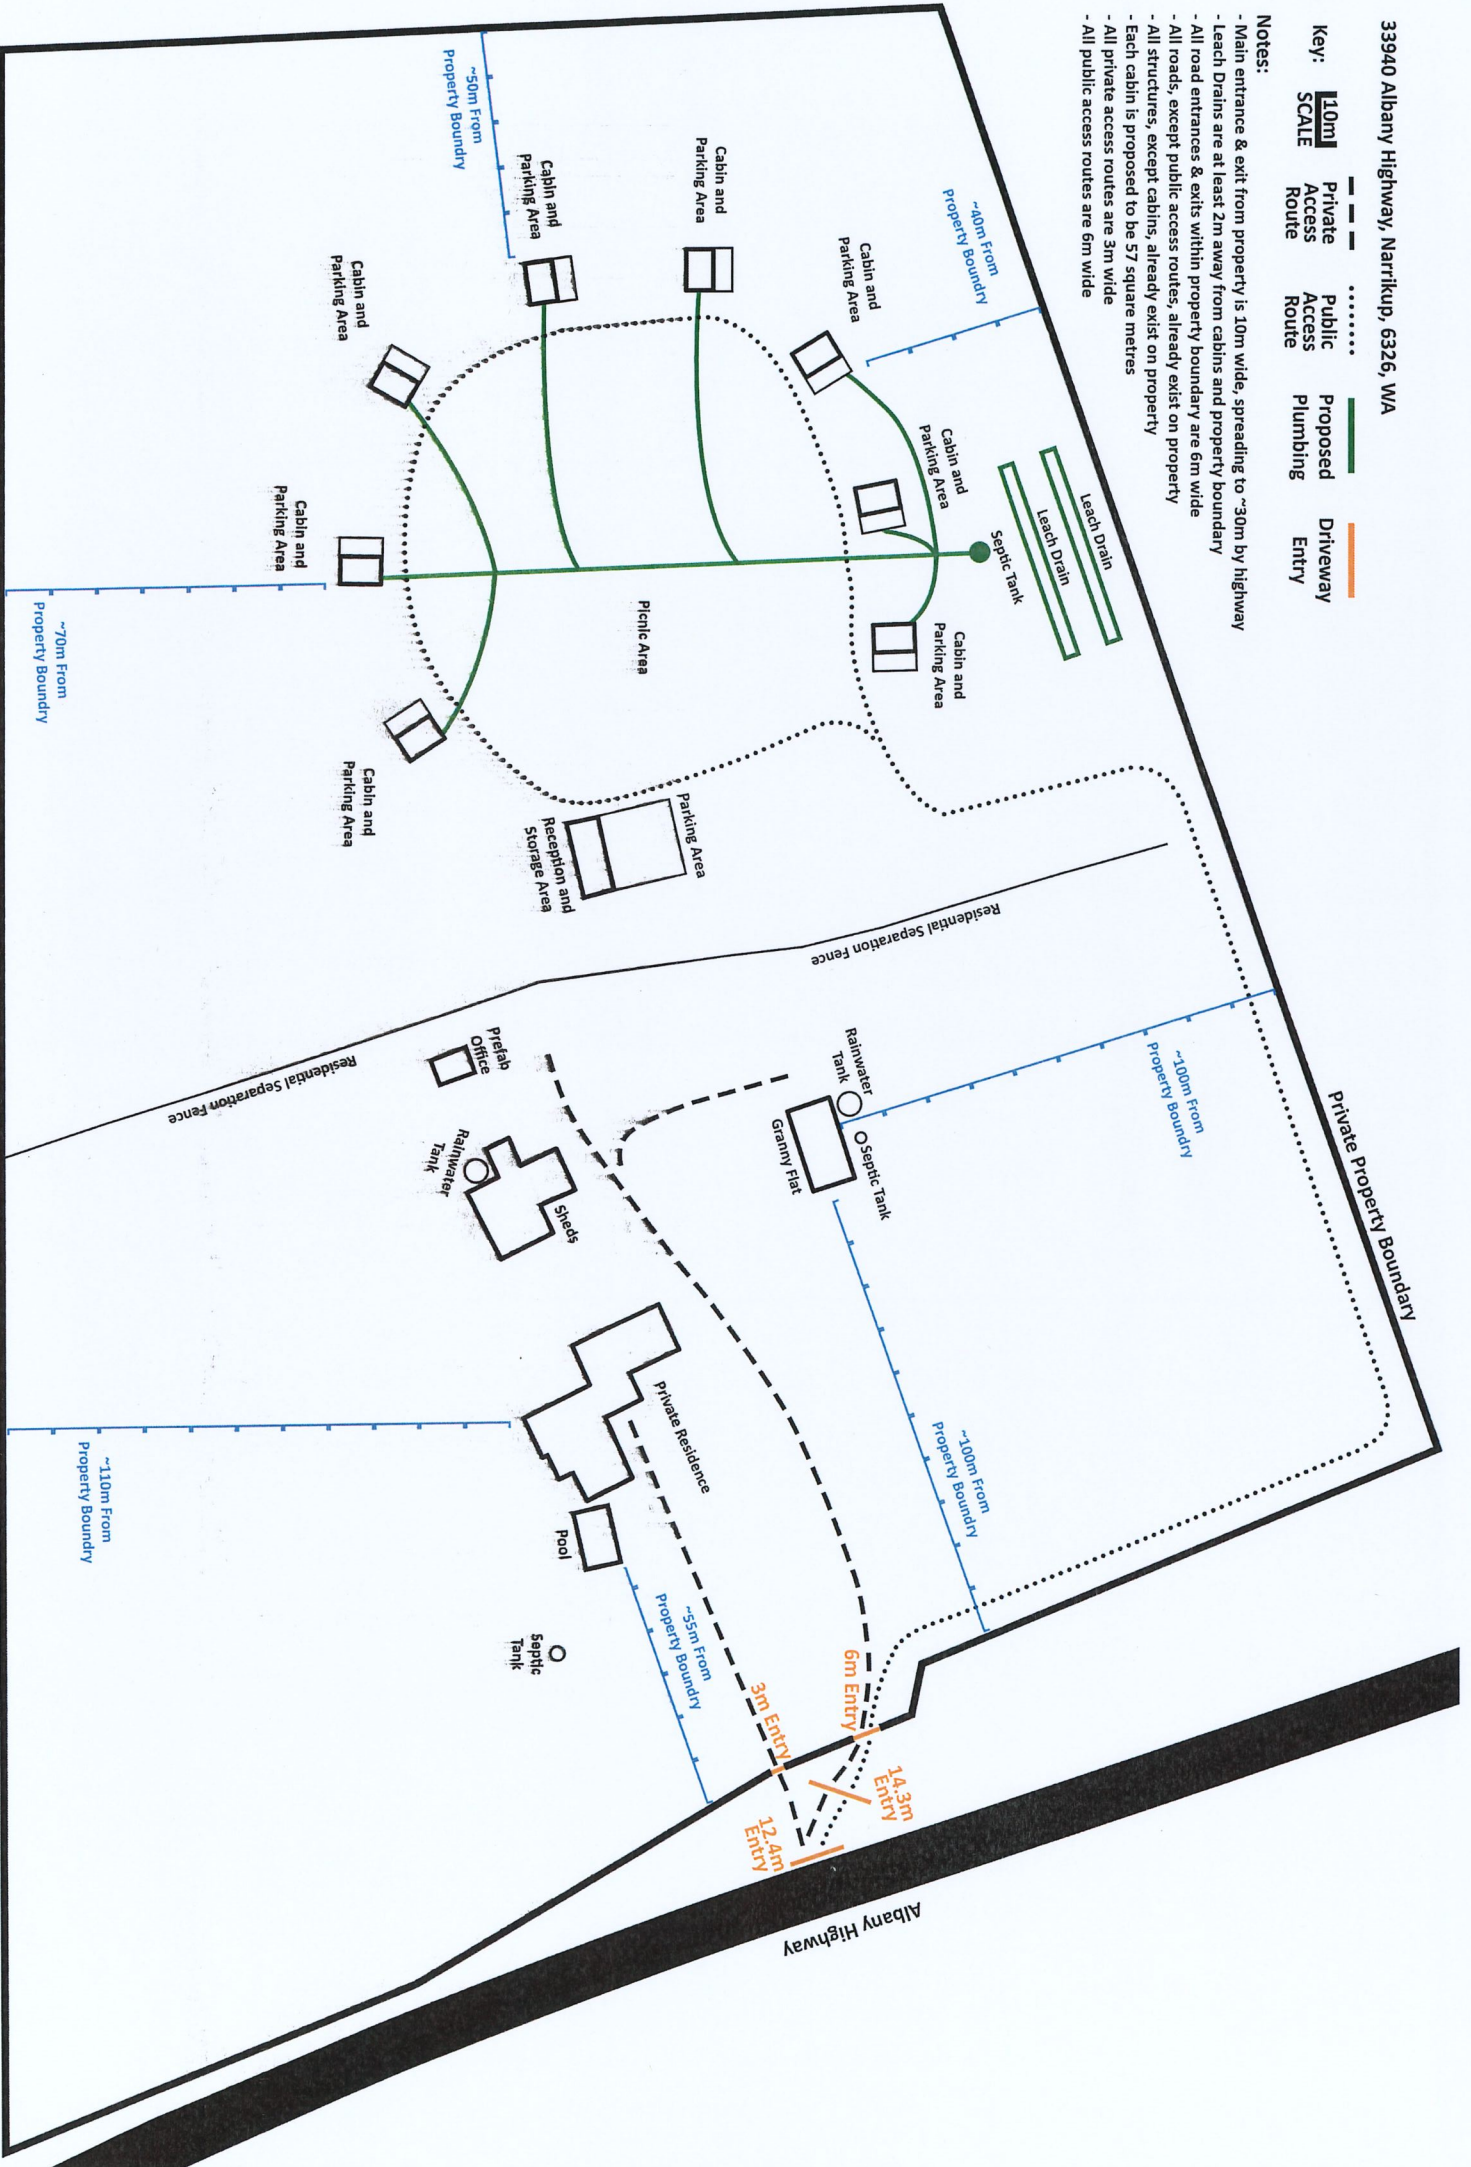 33940 Albany Highway, Narrikup, 6326, WA
Key:
10m
SCALE
Private
Access
Route
Public
Access
Route
Proposed
Plumbing
Driveway
Entry
Notes:
- Main entrance & exit from property is 10m wide, spreading to ~30m by highway
- Leach Drains are at least 2m away from cabins and property boundary
- All road entrances & exits within property boundary are 6m wide
- All roads, except public access routes, already exist on property
- All structures, except cabins, already exist on property
- Each cabin is proposed to be 57 square metres
- All private access routes are 3m wide
- All public access routes are 6m wide
Private Property Boundary
~40m From
Property Boundry
Leach Drain
Leach Drain
Septic Tank
Cabin and
Parking Area
Cabin and
Parking Area
Cabin and
Parking Area
Cabin and
Parking Area
Cabin and
Parking Area
~50m From
Property Boundry
Cabin and
Parking Area
Cabin and
Parking Area
Cabin and
Parking Area
Picnic Area
Parking Area
Reception and
Storage Area
~70m From
Property Boundry
Residential Separation Fence
Residential Separation Fence
~100m From
Property Boundry
Rainwater
Tank
Septic Tank
Granny Flat
Prefab
Office
Rainwater
Tank
Sheds
~100m From
Property Boundry
Private Residence
Pool
~110m From
Property Boundry
Septic
Tank
~55m From
Property Boundry
6m Entry
3m Entry
14.3m
Entry
12.4m
Entry
Albany Highway